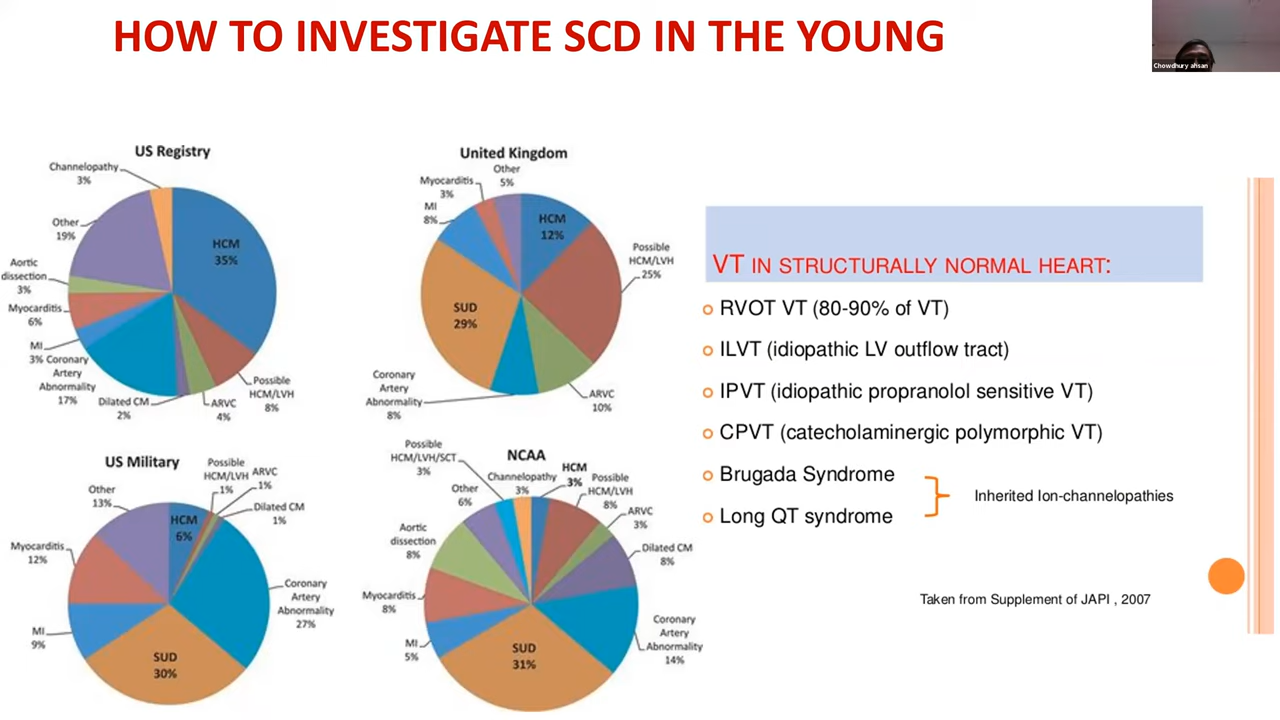 HOW TO INVESTIGATE SCD IN THE YOUNG
Chowdhury ahsan
US Registry
Channelopathy
3%
Other
19%
Aortic
dissection
3%
Myocarditis
6%
MI
3%
Coronary
Artery
Abnormality
17%
Dilated CM
2%
ARVC
4%
Possible
HCM/LVH
8%
HCM
35%
United Kingdom
Other
5%
Myocarditis
3%
MI
8%
HCM
12%
Possible
HCM/LVH
25%
SUD
29%
Coronary
Artery
Abnormality
8%
ARVC
10%
US Military
Possible
HCM/LVH
1%
ARVC
1%
Other
13%
HCM
6%
Dilated CM
1%
Myocarditis
12%
Coronary
Artery
Abnormality
27%
MI
9%
SUD
30%
NCAA
Possible
HCM/LVH/SCT
3%
Channelopathy
3%
HCM
3%
Possible
HCM/LVH
8%
Other
6%
ARVC
3%
Aortic
dissection
8%
Dilated CM
8%
Myocarditis
8%
Coronary
Artery
Abnormality
14%
MI
5%
SUD
31%
VT IN STRUCTURALLY NORMAL HEART:
RVOT VT (80-90% of VT)
ILVT (idiopathic LV outflow tract)
IPVT (idiopathic propranolol sensitive VT)
CPVT (catecholaminergic polymorphic VT)
Brugada Syndrome
Long QT syndrome
Inherited Ion-channelopathies
Taken from Supplement of JAPI , 2007